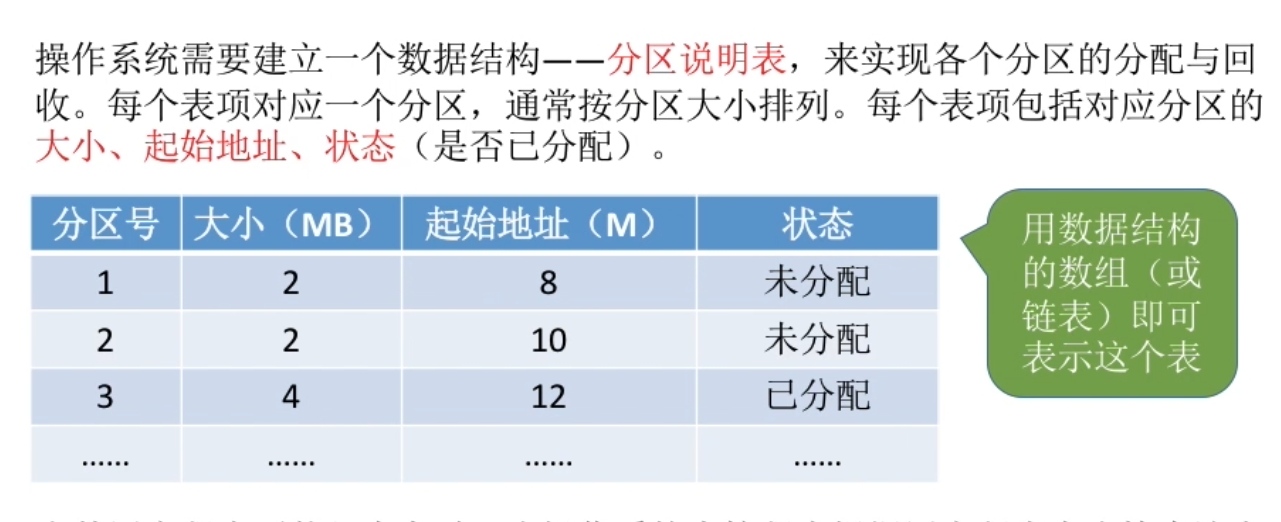 操作系统需要建立一个数据结构——分区说明表，来实现各个分区的分配与回
收。每个表项对应一个分区，通常按分区大小排列。每个表项包括对应分区的
大小、起始地址、状态（是否已分配）。
分区号 大小（MB） 起始地址（M） 状态
1 2 8 未分配
2 2 10 未分配
3 4 12 已分配
…… …… …… ……
用数据结构
的数组（或
链表）即可
表示这个表